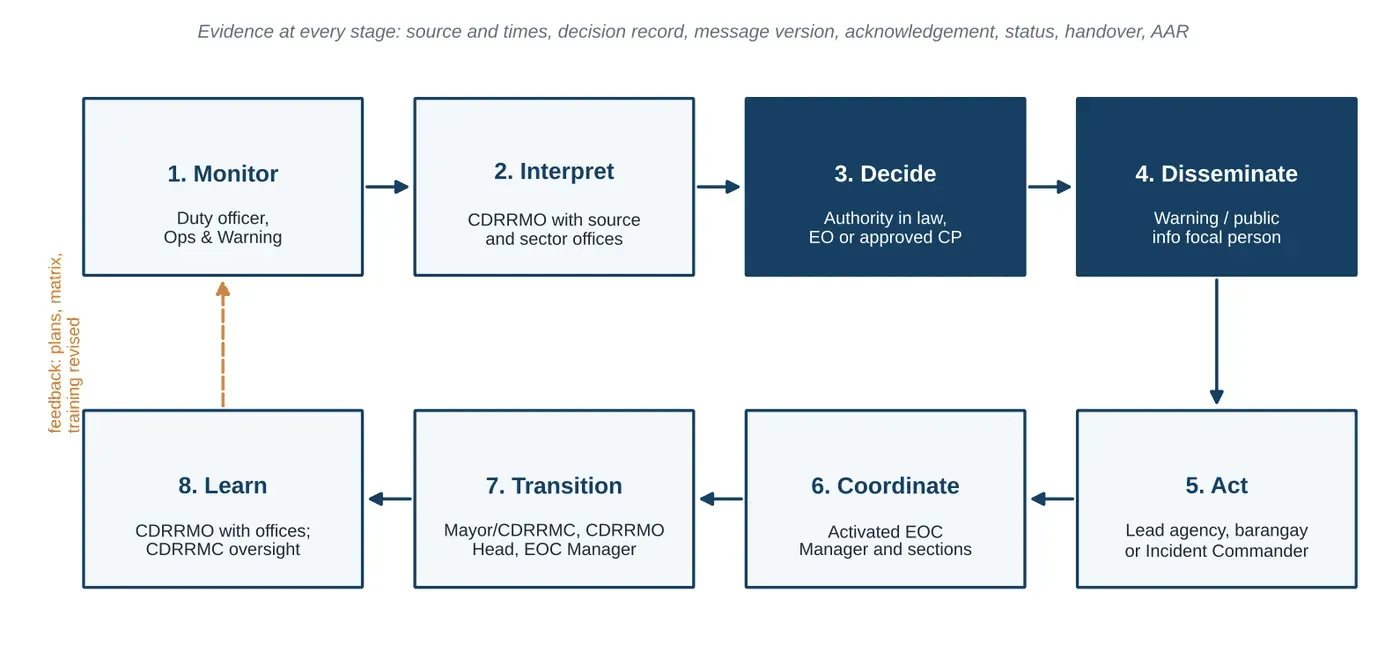 Evidence at every stage: source and times, decision record, message version, acknowledgement, status, handover, AAR
1. Monitor
Duty officer,
Ops & Warning
2. Interpret
CDRRMO with source
and sector offices
3. Decide
Authority in law,
EO or approved CP
4. Disseminate
Warning / public
info focal person
feedback: plans, matrix,
training revised
8. Learn
CDRRMO with offices;
CDRRMC oversight
7. Transition
Mayor/CDRRMC, CDRRMO
Head, EOC Manager
6. Coordinate
Activated EOC
Manager and sections
5. Act
Lead agency, barangay
or Incident Commander